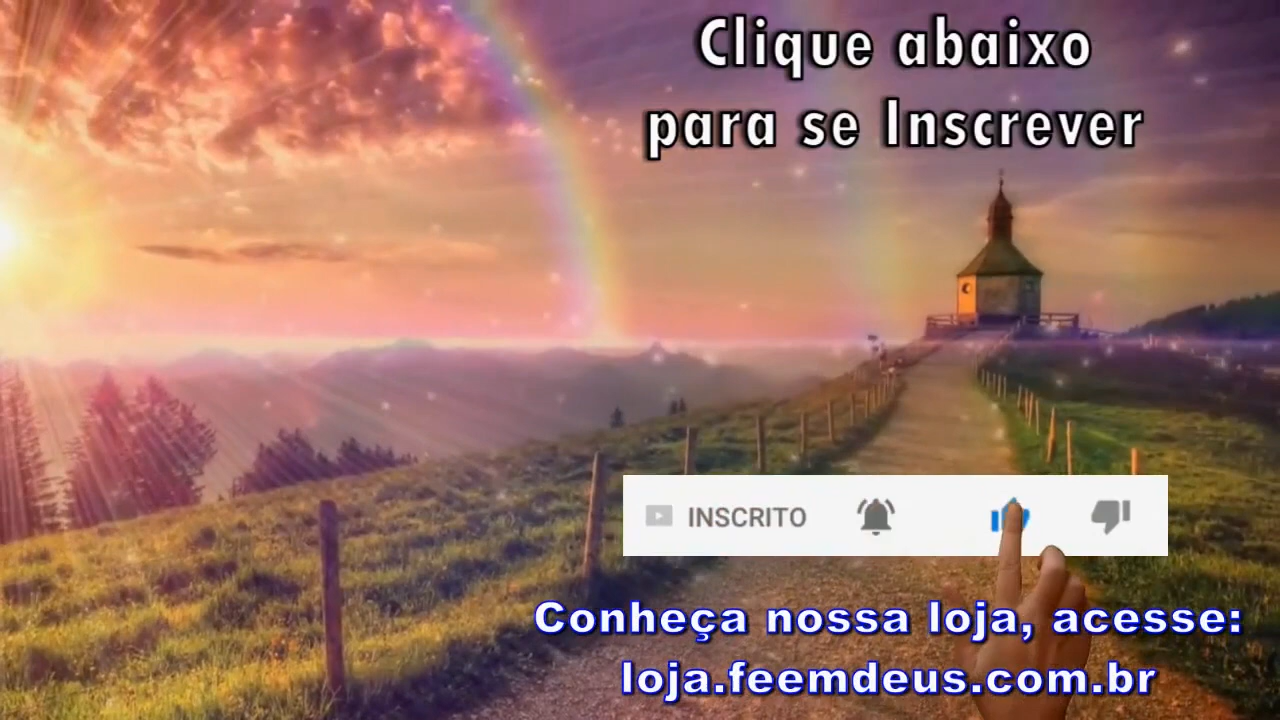 Clique abaixo
para se Inscrever
INSCRITO
Conheça nossa loja, acesse:
loja.feemdeus.com.br